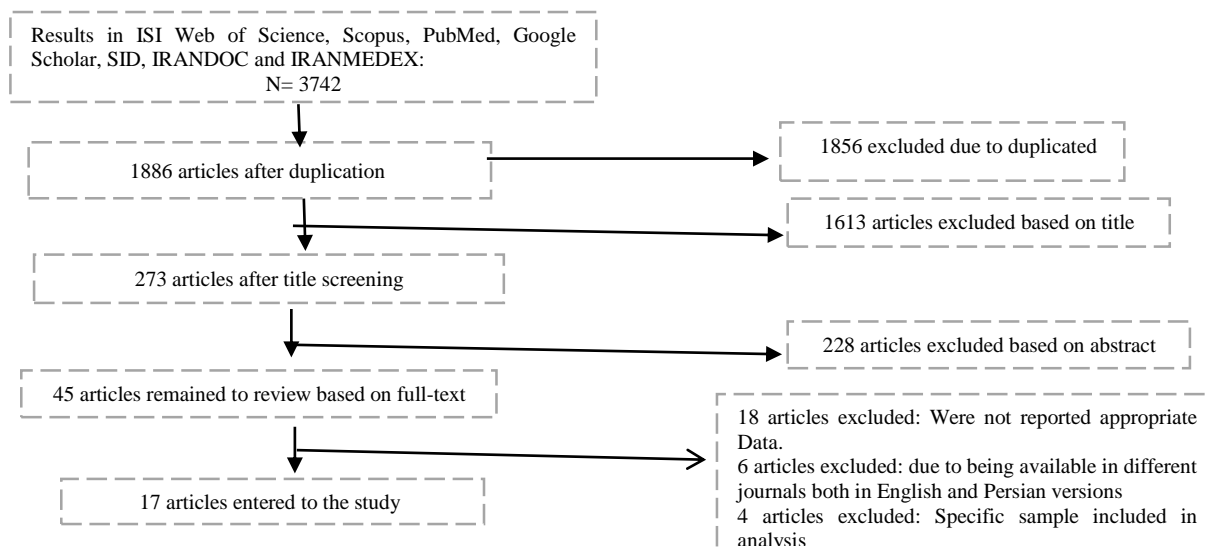 Results in ISI Web of Science, Scopus, PubMed, Google
Scholar, SID, IRANDOC and IRANMEDEX:
N= 3742
1886 articles after duplication
1856 excluded due to duplicated
1613 articles excluded based on title
273 articles after title screening
228 articles excluded based on abstract
45 articles remained to review based on full-text
18 articles excluded: Were not reported appropriate
Data.
6 articles excluded: due to being available in different
journals both in English and Persian versions
4 articles excluded: Specific sample included in
analysis
17 articles entered to the study